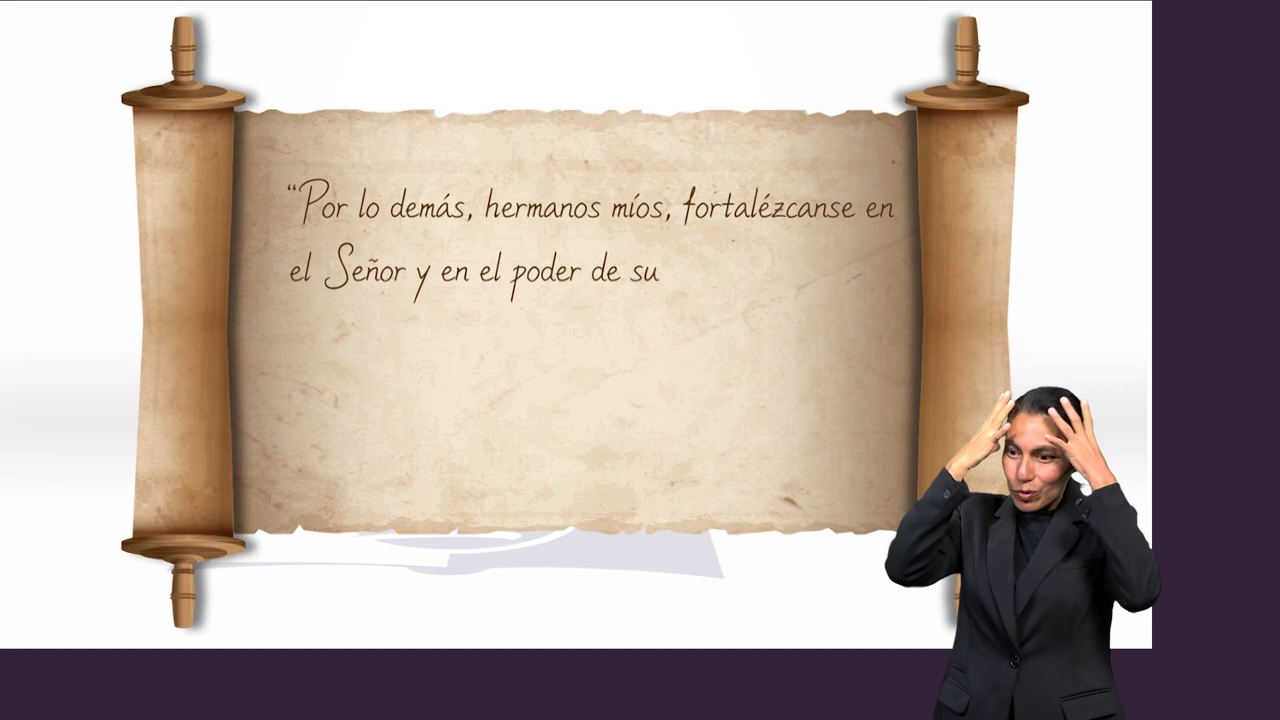 “Por lo demás, hermanos míos, fortalézcanse en
el Señor y en el poder de su